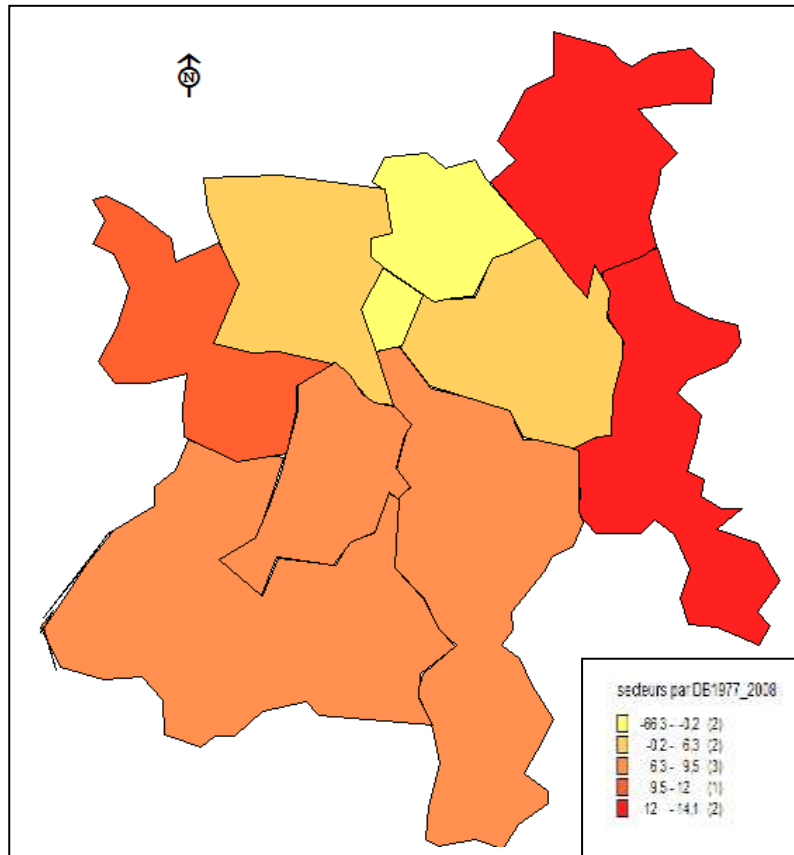 N
secteurs par DB1977_2008
-66,3 - -0,2 (2)
-0,2 - 6,3 (2)
6,3 - 9,5 (3)
9,5 - 12 (1)
12 - 14,1 (2)